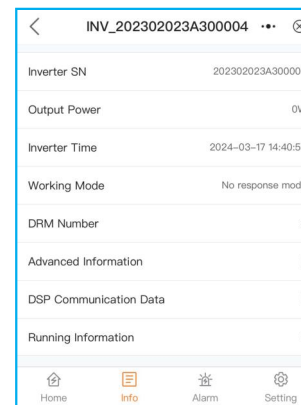 INV_202302023A300004
Inverter SN 202302023A30000
Output Power 0W
Inverter Time 2024-03-17 14:40:5
Working Mode No response mod
DRM Number
Advanced Information
DSP Communication Data
Running Information
Home Info Alarm Setting